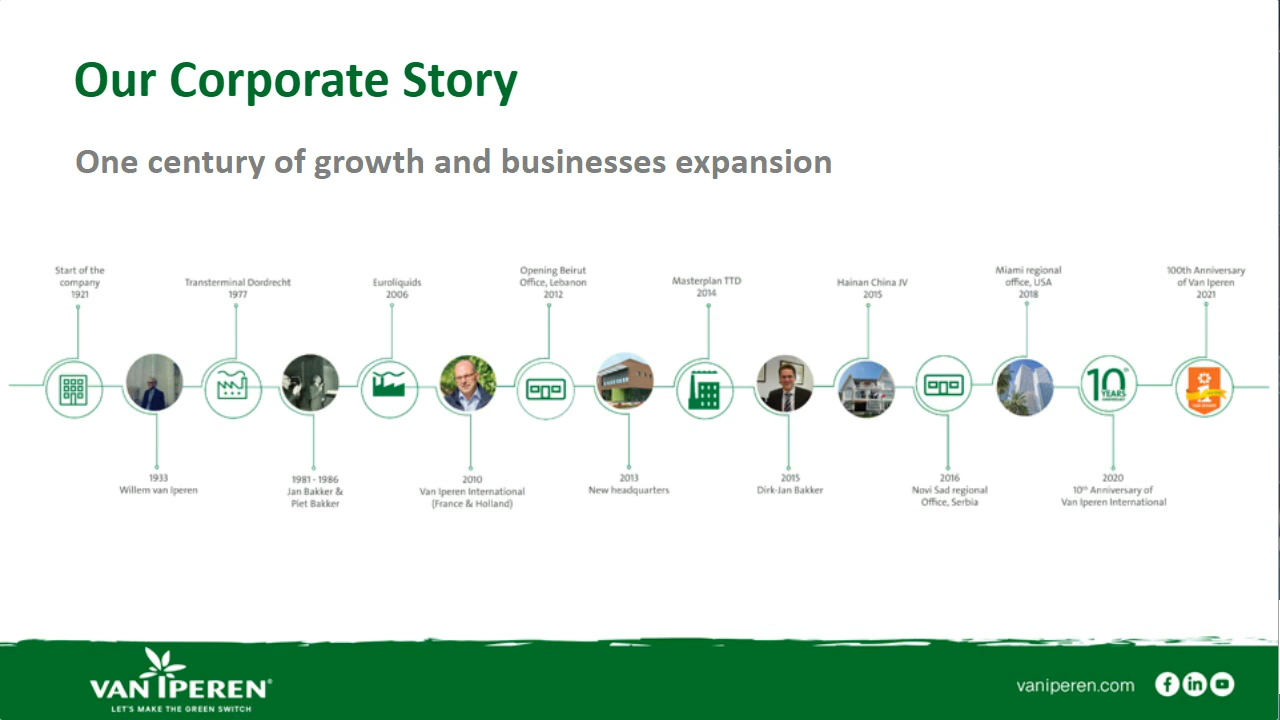 Our Corporate Story
One century of growth and businesses expansion
Start of the
company
1921
Transterminal Dordrecht
1977
Euroliquids
2006
Opening Beirut
Office, Lebanon
2012
Masterplan TTD
2014
Hainan China JV
2015
Miami regional
office, USA
2018
100th Anniversary
of Van Iperen
2021
10
YEARS
1933
Willem van Iperen
1981 - 1986
Jan Bakker &
Piet Bakker
2010
Van Iperen International
(France & Holland)
2013
New headquarters
2015
Dirk-Jan Bakker
2016
Novi Sad regional
Office, Serbia
2020
10th Anniversary of
Van Iperen International
VAN IPEREN®
LET'S MAKE THE GREEN SWITCH
vaniperen.com
f in